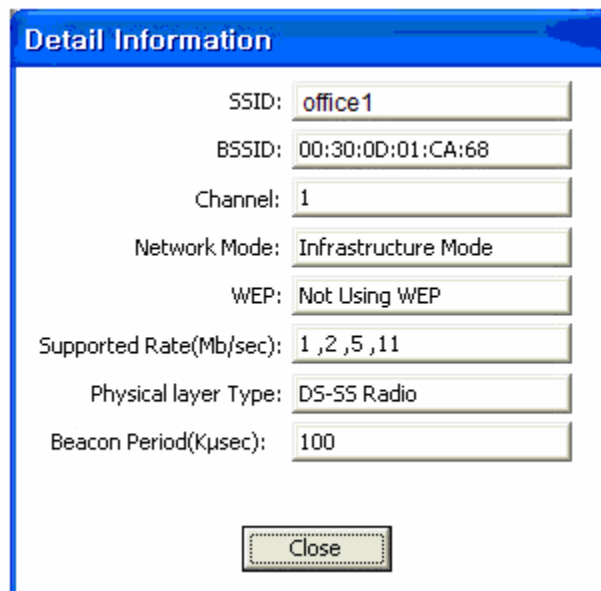 Detail Information
SSID: office1
BSSID: 00:30:0D:01:CA:68
Channel: 1
Network Mode: Infrastructure Mode
WEP: Not Using WEP
Supported Rate(Mb/sec): 1 ,2 ,5 ,11
Physical layer Type: DS-SS Radio
Beacon Period(Kµsec): 100
Close